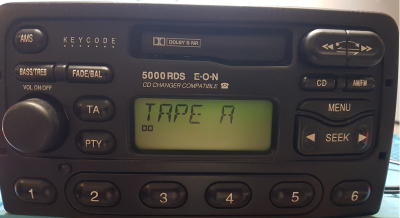 AMS
KEYCODE
DOLBY B NR
BASS/TREB
FADE/BAL
5000 RDS E·O·N
CD CHANGER COMPATIBLE
CD
AM/FM
VOL ON/OFF
TA
TAPE A
MENU
PTY
SEEK
1 2 3 4 5 6